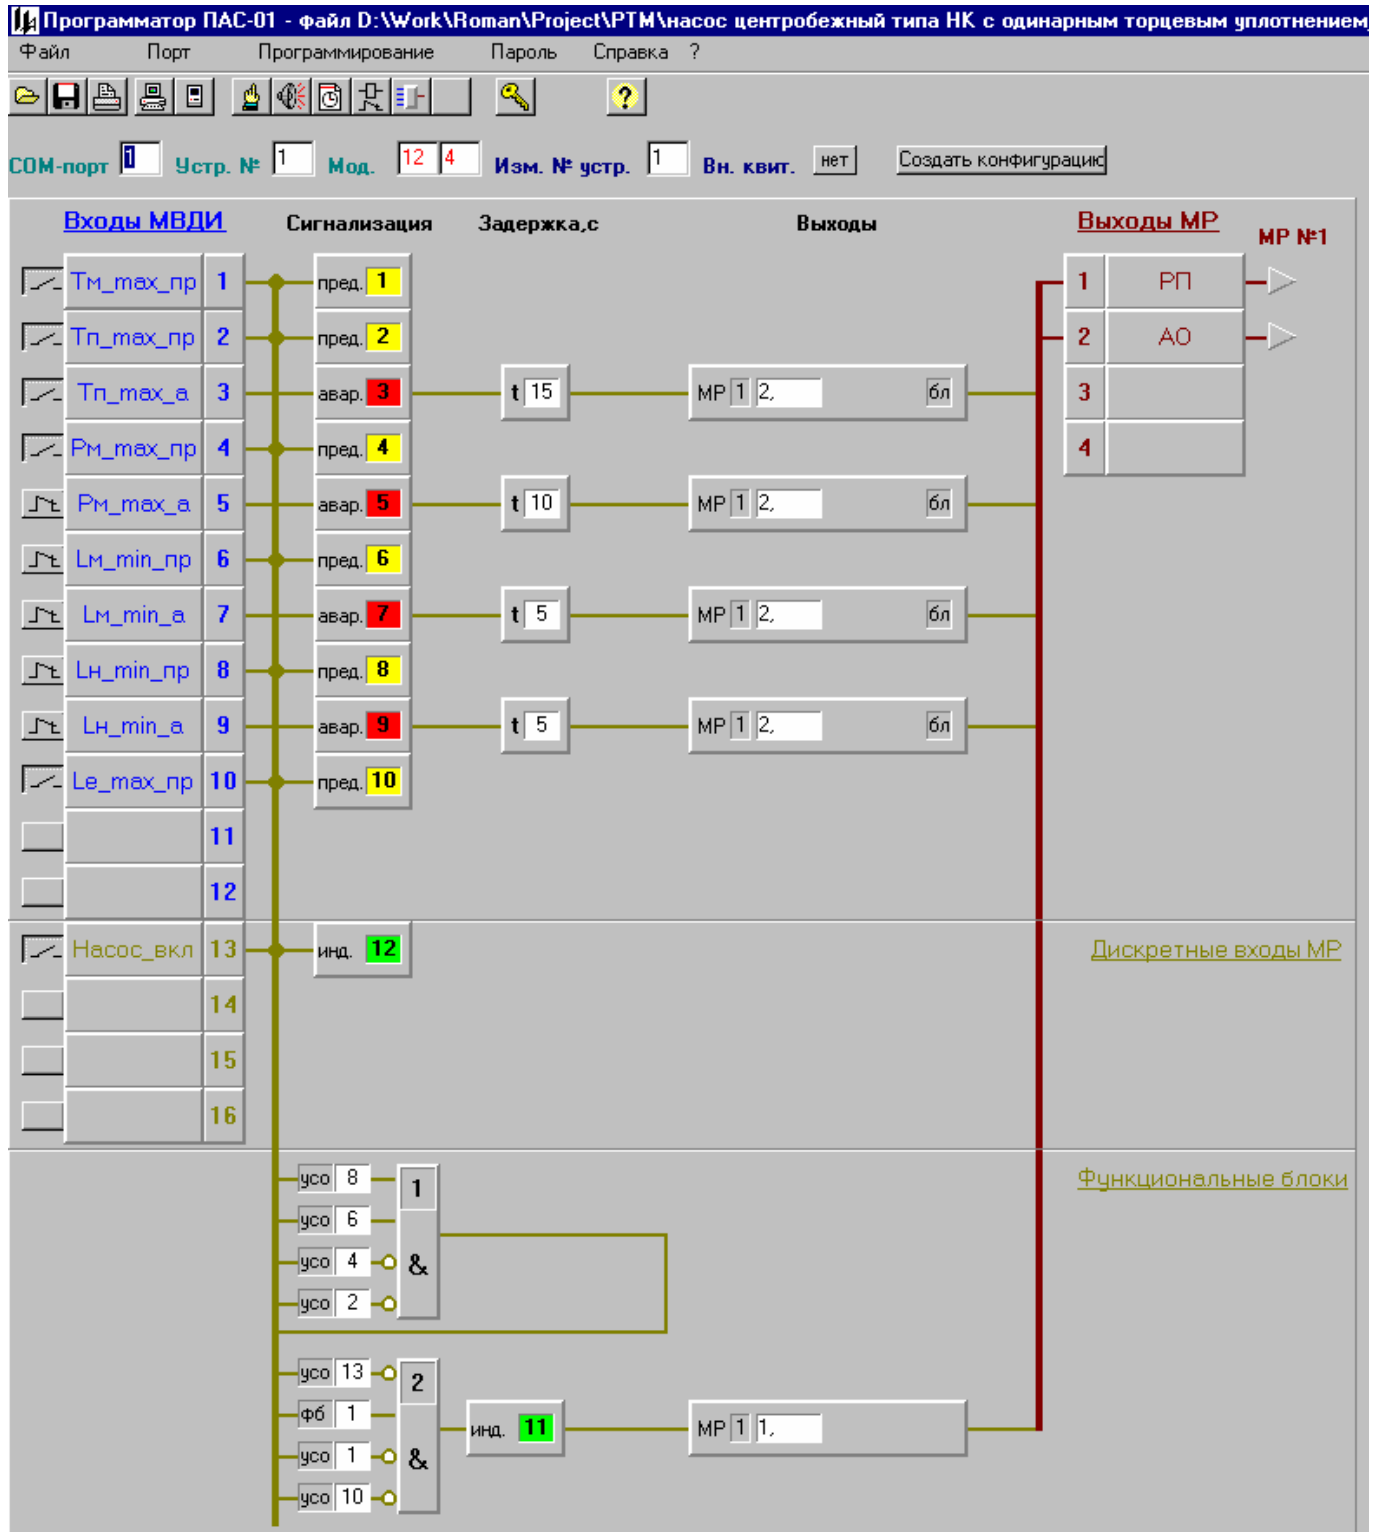 Программатор ПАС-01 - файл D:\Work\Roman\Project\РТМ\насос центробежный типа НК с одинарным торцевым уплотнением
Файл Порт Программирование Пароль Справка ?
COM-порт 1 Устр. № 1 Мод. 12 4 Изм. № устр. 1 Вн. квит. нет Создать конфигурацию
Входы МВДИ Сигнализация Задержка,с Выходы Выходы МР МР №1
Тм_max_пр 1 пред. 1 1 РП
Тп_max_пр 2 пред. 2 2 АО
Тп_max_а 3 авар. 3 t 15 МР 1 2, бл 3
Рм_max_пр 4 пред. 4 4
Рм_max_а 5 авар. 5 t 10 МР 1 2, бл
Lм_min_пр 6 пред. 6
Lм_min_а 7 авар. 7 t 5 МР 1 2, бл
Lн_min_пр 8 пред. 8
Lн_min_а 9 авар. 9 t 5 МР 1 2, бл
Lе_max_пр 10 пред. 10
11
12
Насос_вкл 13 инд. 12 Дискретные входы МР
14
15
16
усо 8 1 Функциональные блоки
усо 6
усо 4 &
усо 2
усо 13 2
фб 1 инд. 11 МР 1 1,
усо 1 &
усо 10